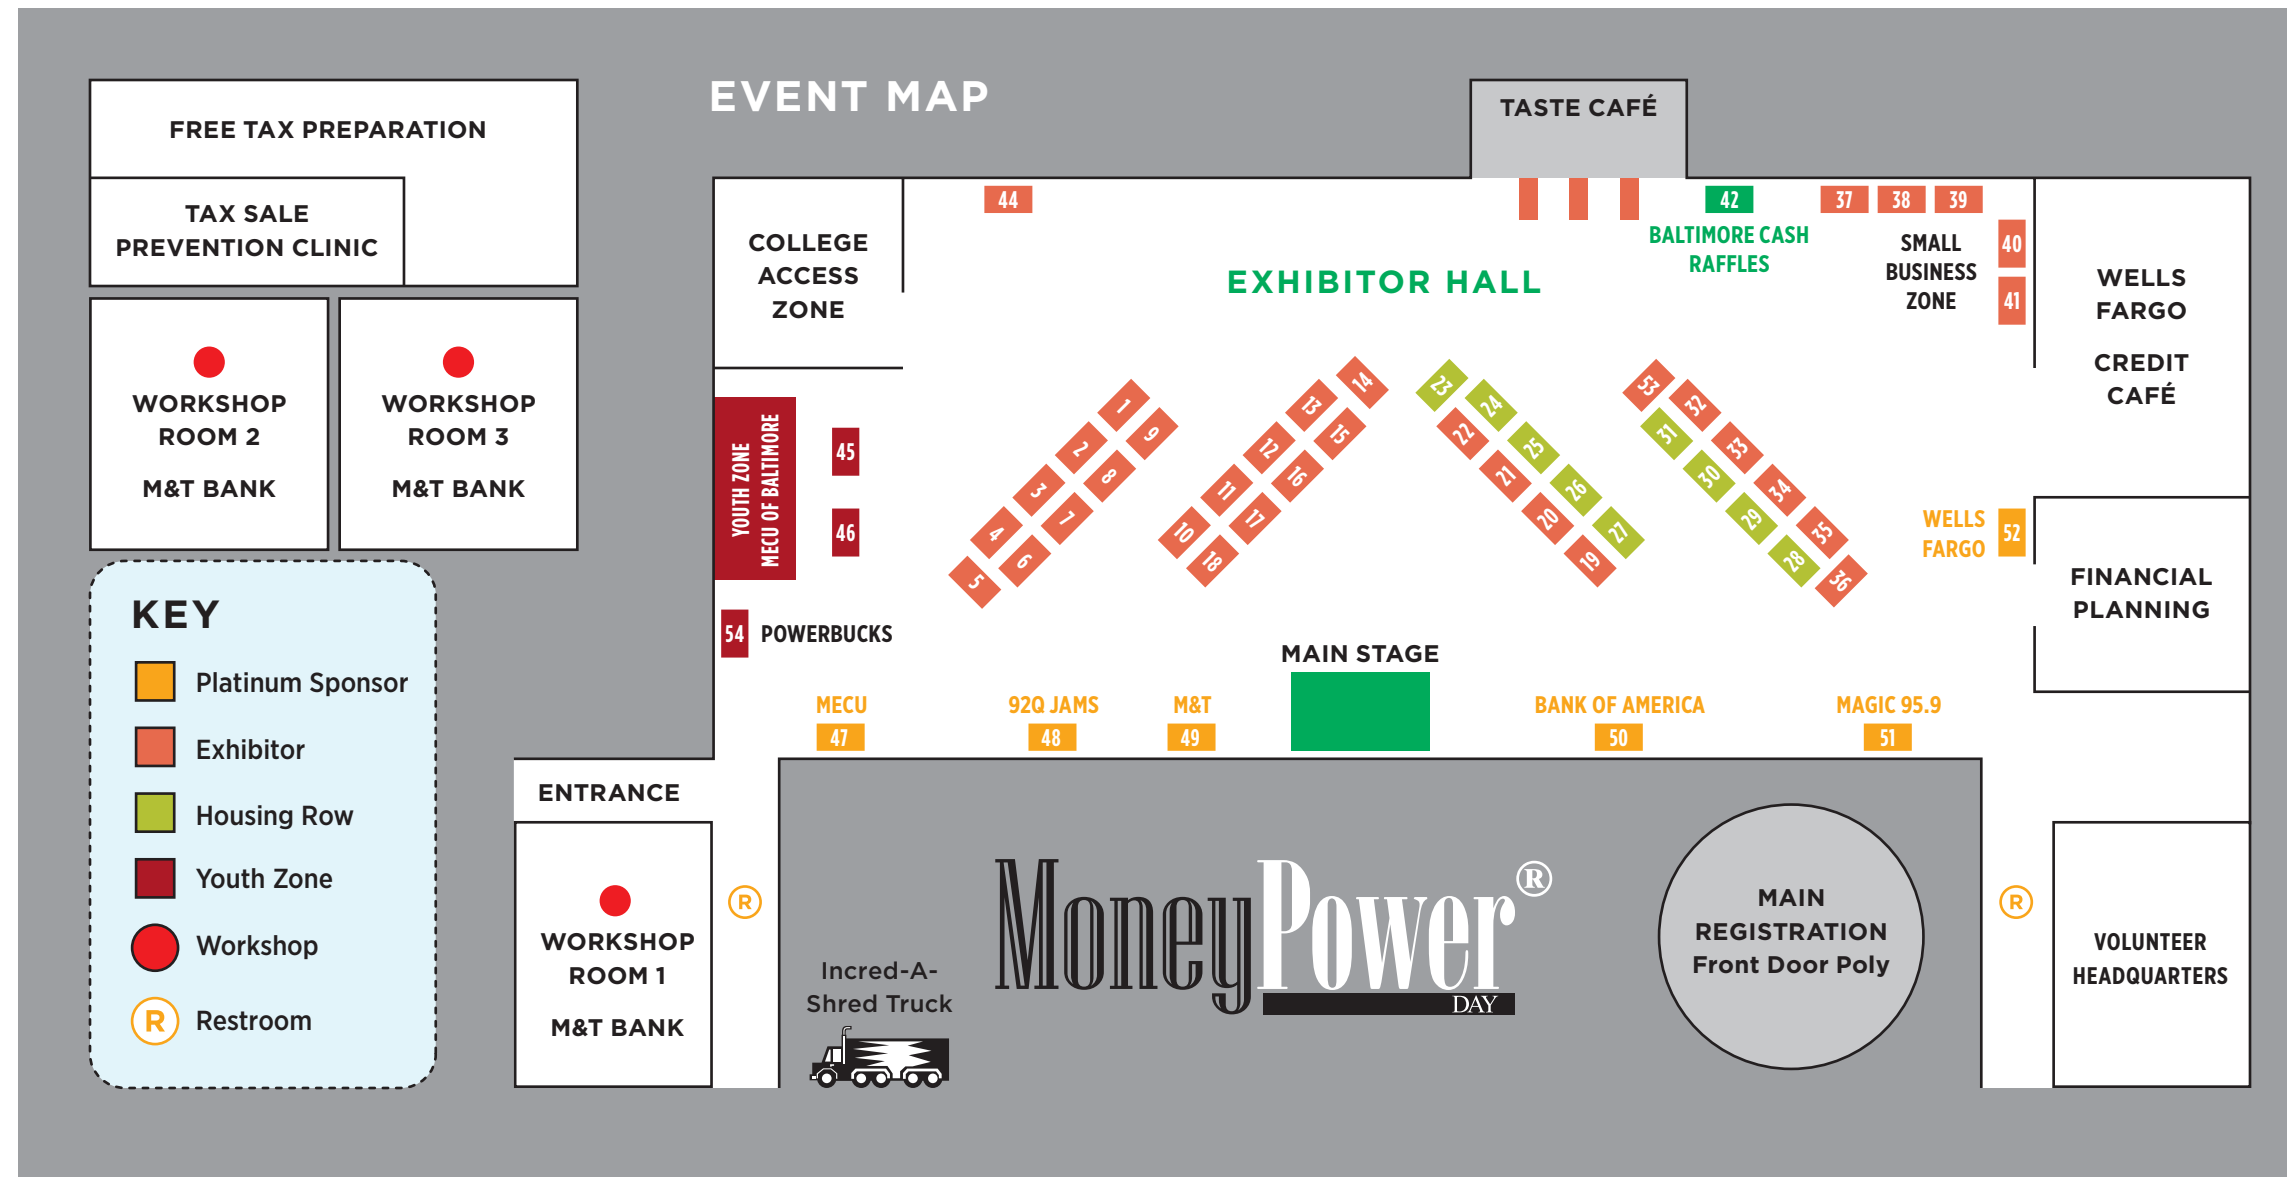 EVENT MAP
FREE TAX PREPARATION
TAX SALE
PREVENTION CLINIC
WORKSHOP
ROOM 2
M&T BANK
WORKSHOP
ROOM 3
M&T BANK
KEY
Platinum Sponsor
Exhibitor
Housing Row
Youth Zone
Workshop
R
Restroom
TASTE CAFÉ
COLLEGE
ACCESS
ZONE
44
42
BALTIMORE CASH
RAFFLES
37
38
39
40
41
SMALL
BUSINESS
ZONE
EXHIBITOR HALL
WELLS
FARGO
CREDIT
CAFÉ
YOUTH ZONE
MECU OF BALTIMORE
45
46
54
POWERBUCKS
1
2
3
4
5
9
8
7
6
14
13
12
11
10
15
16
17
18
23
24
25
26
27
22
21
20
19
53
32
33
34
35
36
31
30
29
28
WELLS
FARGO
52
FINANCIAL
PLANNING
MAIN STAGE
MECU
47
92Q JAMS
48
M&T
49
BANK OF AMERICA
50
MAGIC 95.9
51
ENTRANCE
WORKSHOP
ROOM 1
M&T BANK
R
Incred-A-
Shred Truck
MoneyPower®
DAY
MAIN
REGISTRATION
Front Door Poly
R
VOLUNTEER
HEADQUARTERS